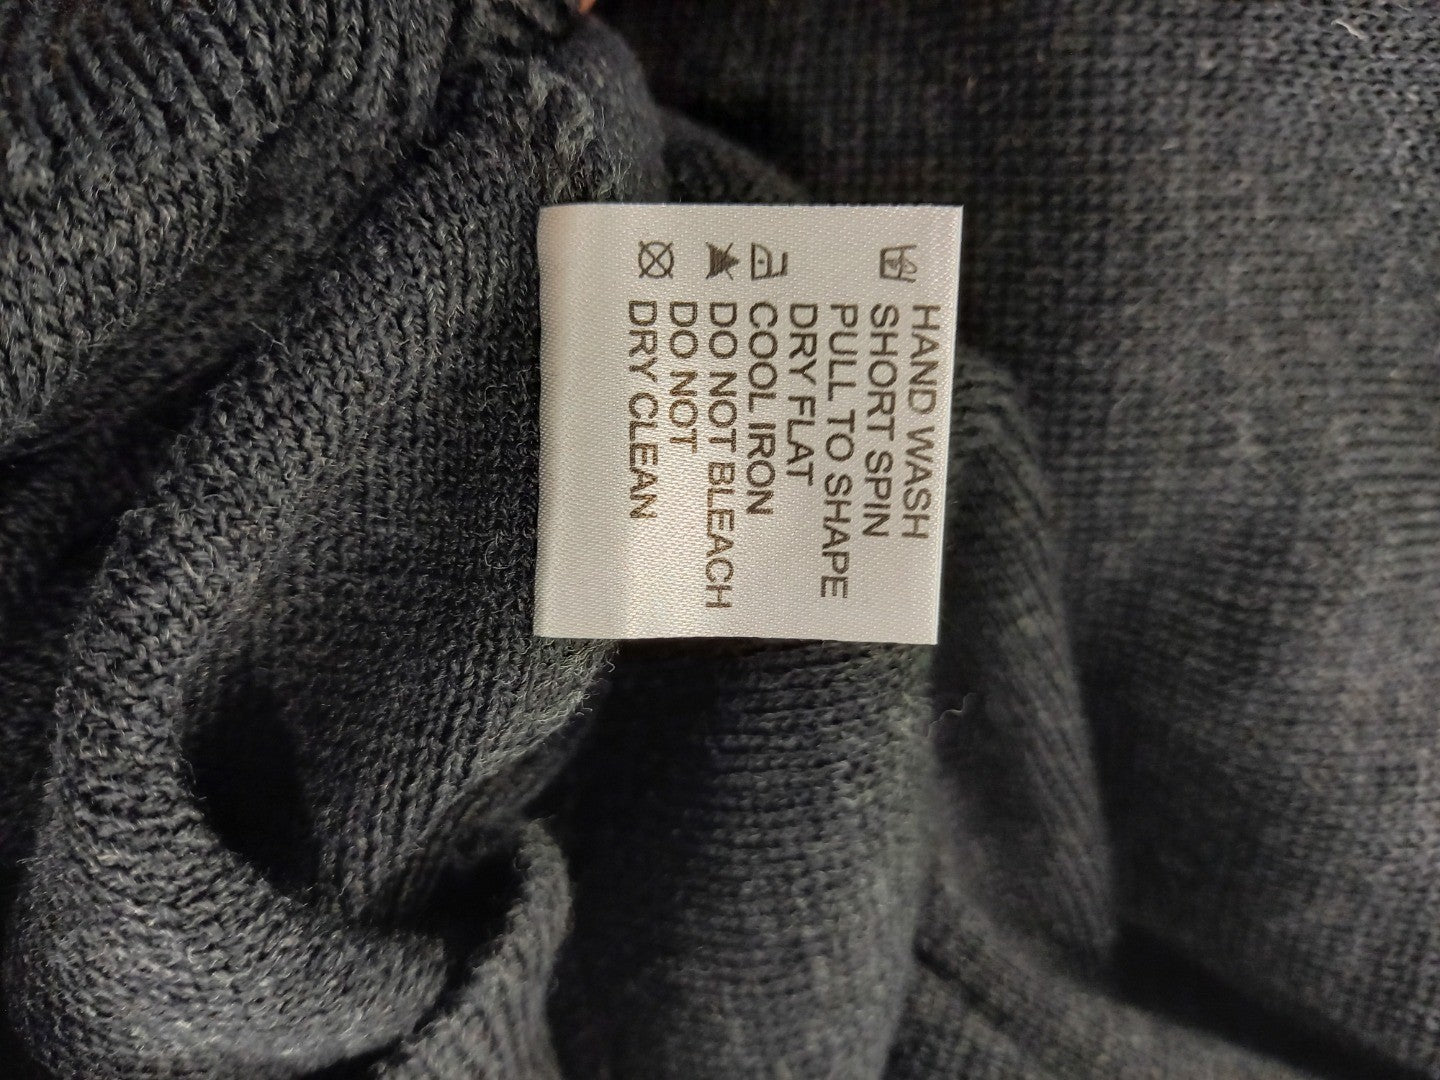 HAND WASH
SHORT SPIN
PULL TO SHAPE
DRY FLAT
COOL IRON
DO NOT BLEACH
DO NOT
DRY CLEAN